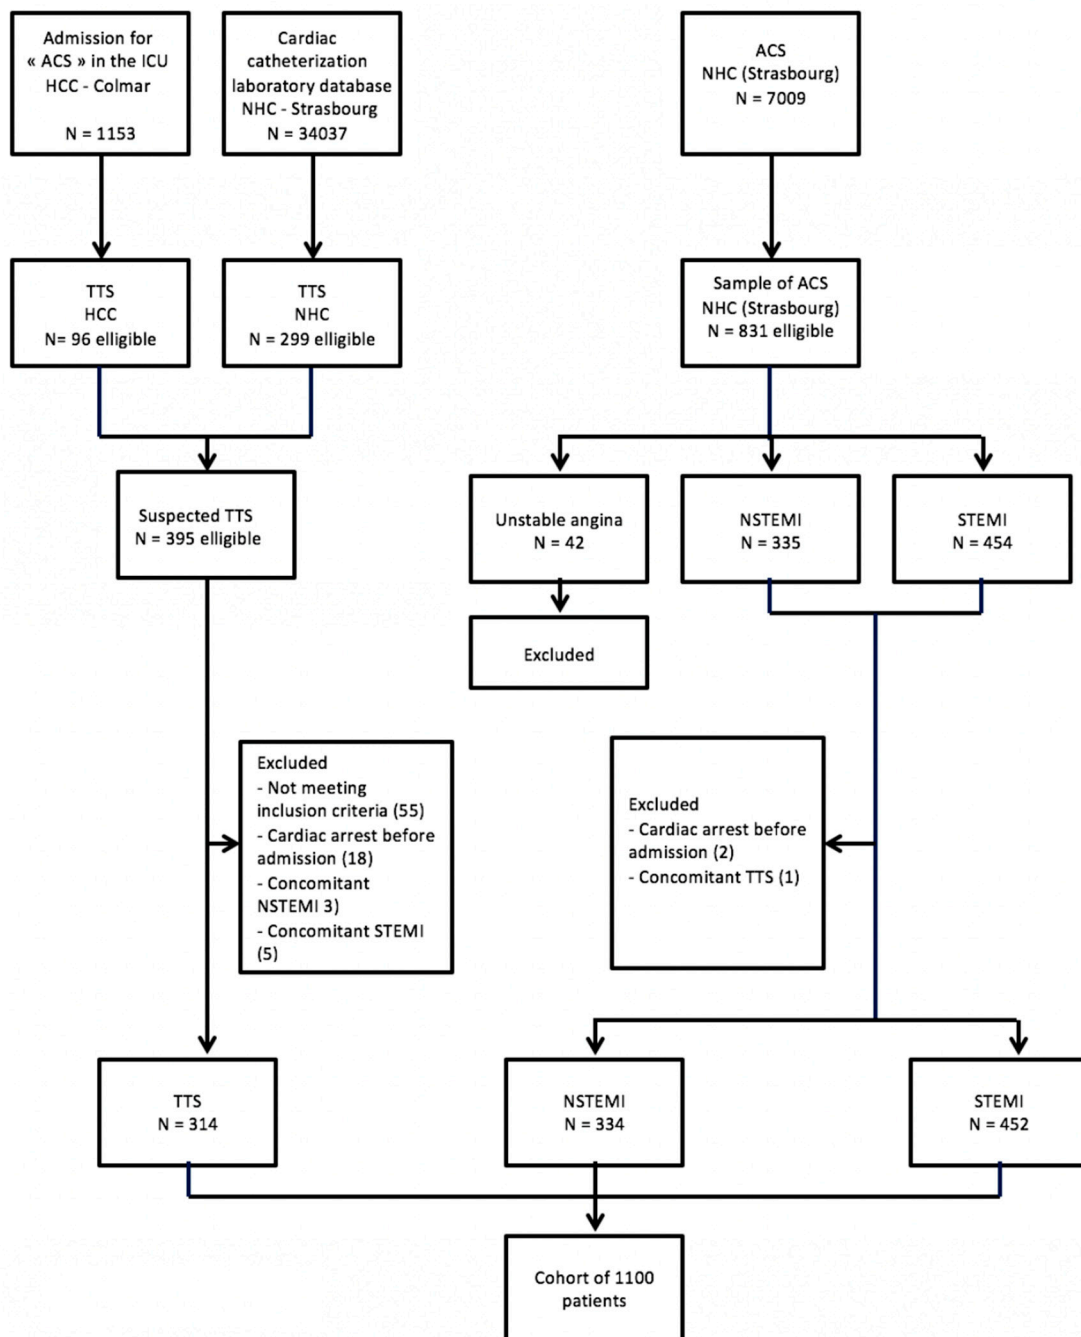 Admission for
« ACS » in the ICU
HCC - Colmar
N = 1153
Cardiac
catheterization
laboratory database
NHC - Strasbourg
N = 34037
ACS
NHC (Strasbourg)
N = 7009
TTS
HCC
N= 96 elligible
TTS
NHC
N = 299 elligible
Sample of ACS
NHC (Strasbourg)
N = 831 elligible
Suspected TTS
N = 395 elligible
Unstable angina
N = 42
NSTEMI
N = 335
STEMI
N = 454
Excluded
Excluded
- Not meeting
inclusion criteria (55)
- Cardiac arrest before
admission (18)
- Concomitant
NSTEMI 3)
- Concomitant STEMI
(5)
Excluded
- Cardiac arrest before
admission (2)
- Concomitant TTS (1)
TTS
N = 314
NSTEMI
N = 334
STEMI
N = 452
Cohort of 1100
patients